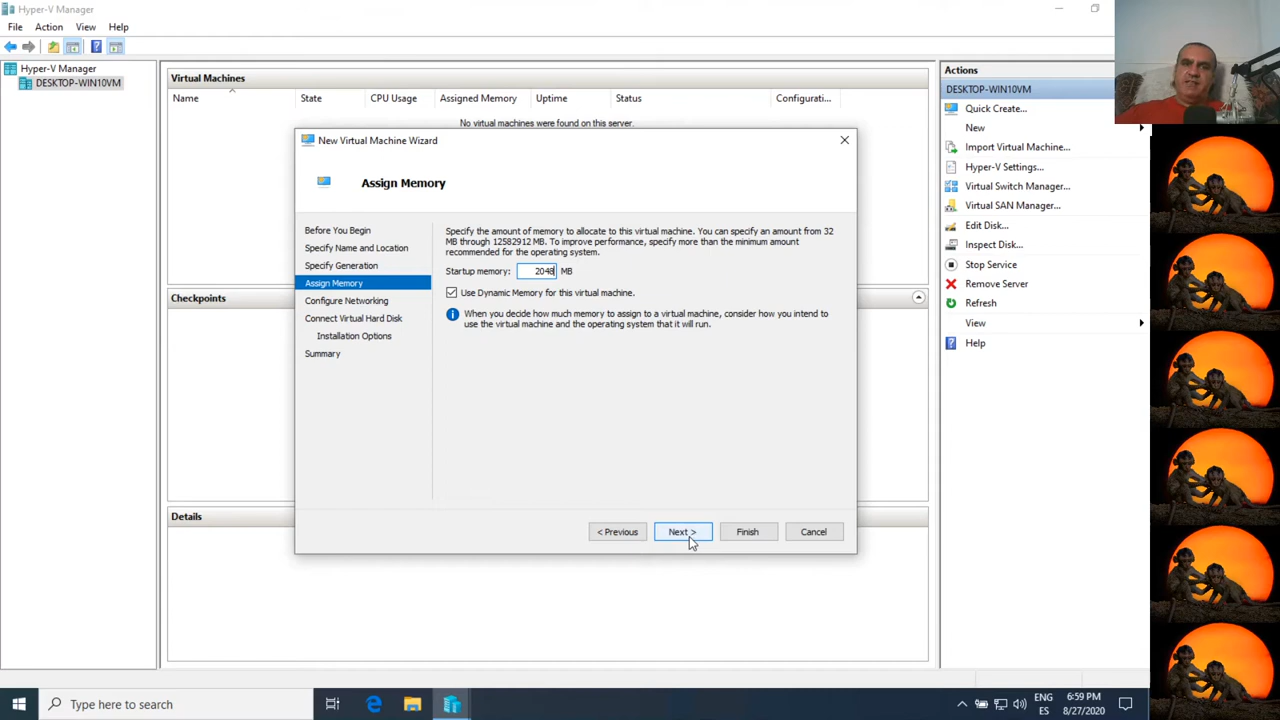 Hyper-V Manager
File Action View Help
Hyper-V Manager
DESKTOP-WIN10VM
Virtual Machines
Name State CPU Usage Assigned Memory Uptime Status Configurati...
No virtual machines were found on this server.
New Virtual Machine Wizard
Assign Memory
Before You Begin
Specify Name and Location
Specify Generation
Assign Memory
Configure Networking
Connect Virtual Hard Disk
Installation Options
Summary
Specify the amount of memory to allocate to this virtual machine. You can specify an amount from 32
MB through 12582912 MB. To improve performance, specify more than the minimum amount
recommended for the operating system.
Startup memory: 2048 MB
Use Dynamic Memory for this virtual machine.
When you decide how much memory to assign to a virtual machine, consider how you intend to
use the virtual machine and the operating system that it will run.
< Previous Next > Finish Cancel
Checkpoints
Details
Actions
DESKTOP-WIN10VM
Quick Create...
New
Import Virtual Machine...
Hyper-V Settings...
Virtual Switch Manager...
Virtual SAN Manager...
Edit Disk...
Inspect Disk...
Stop Service
Remove Server
Refresh
View
Help
Type here to search
ENG
ES
6:59 PM
8/27/2020